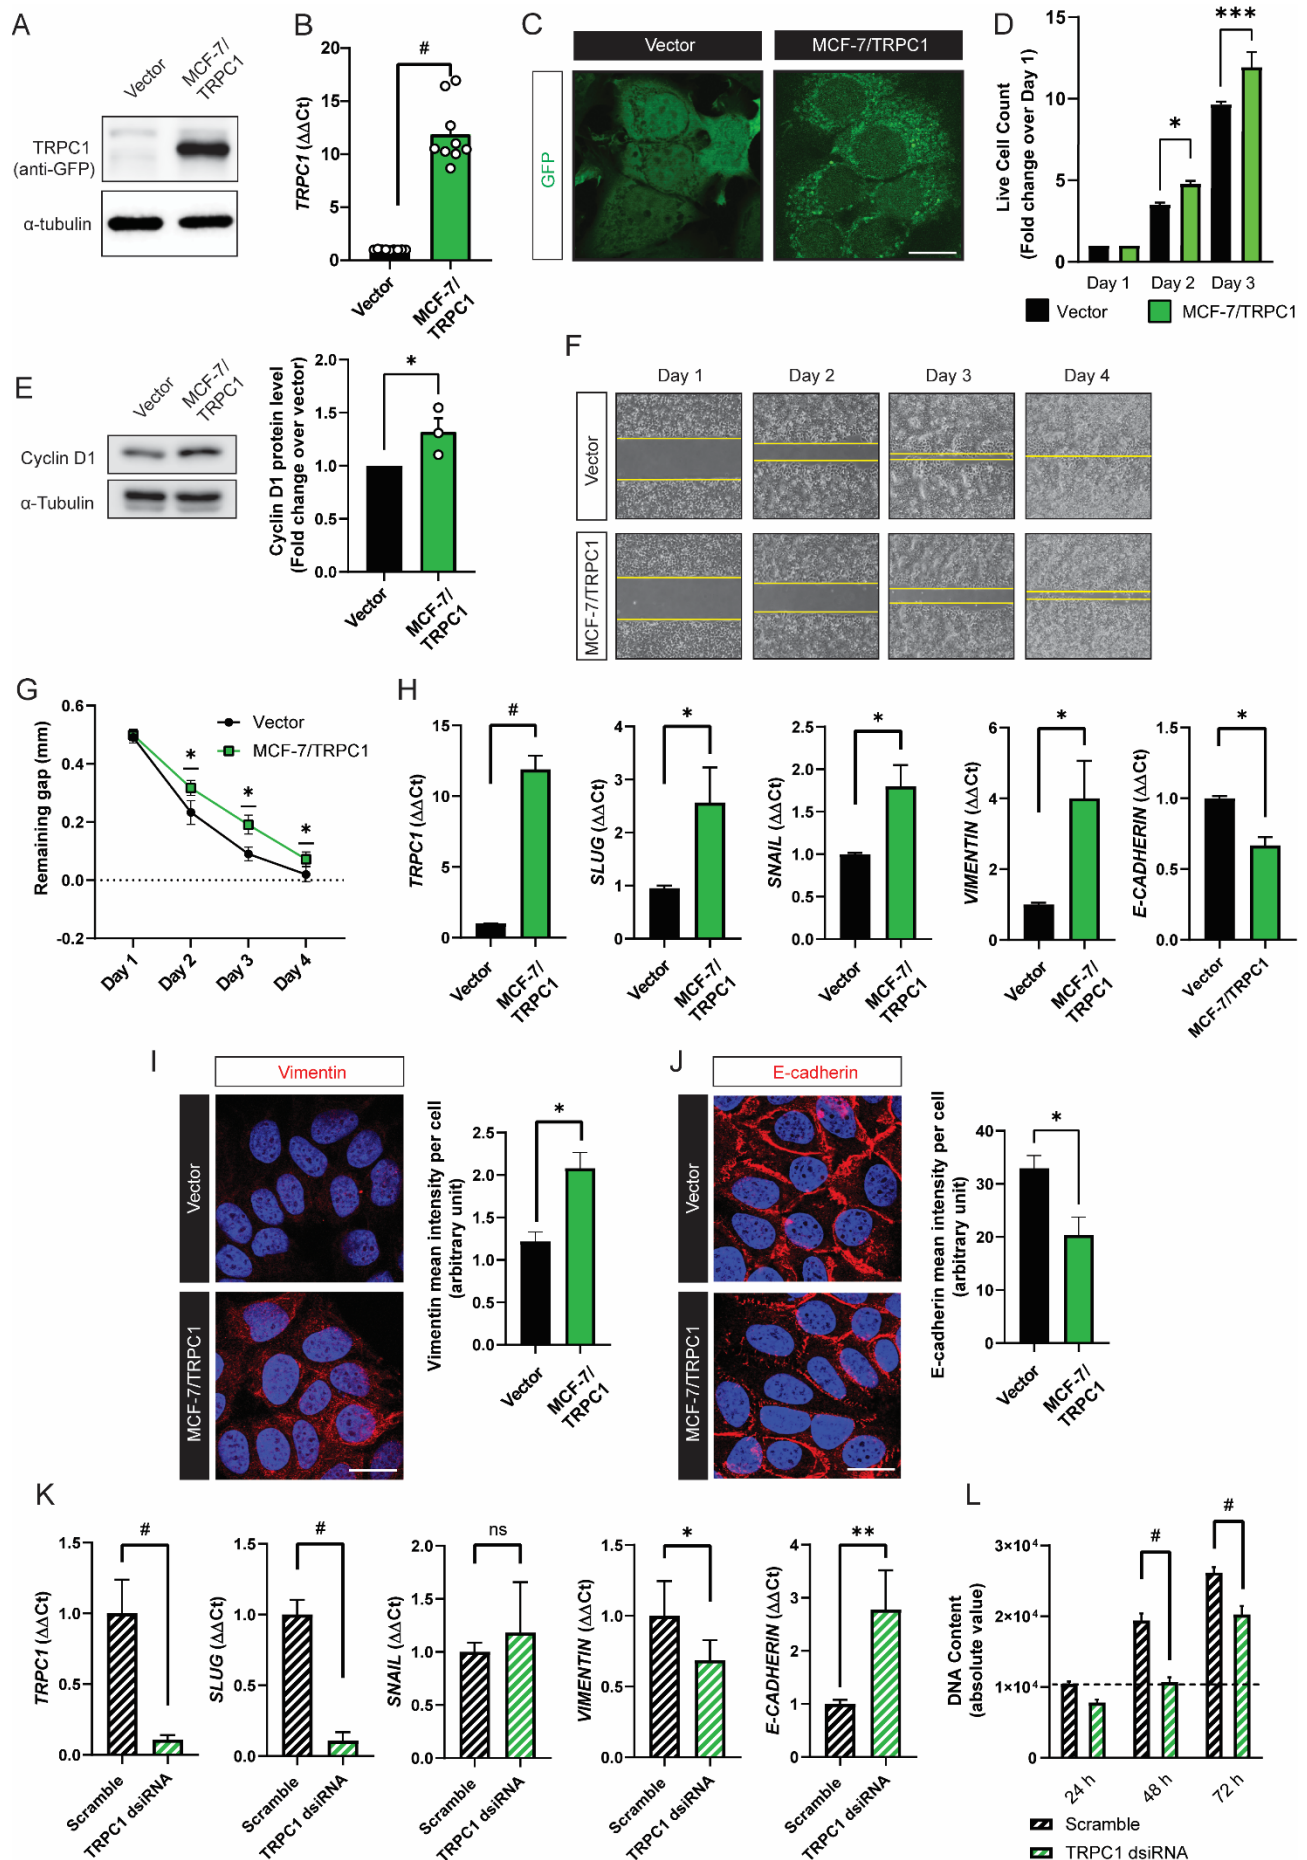 A
Vector
MCF-7/
TRPC1
TRPC1
(anti-GFP)
α-tubulin
B
TRPC1 (ΔΔCt)
20
15
10
5
0
#
Vector
MCF-7/
TRPC1
C
Vector
MCF-7/TRPC1
GFP
D
Live Cell Count
(Fold change over Day 1)
15
10
5
0
*
***
Day 1
Day 2
Day 3
Vector
MCF-7/TRPC1
E
Vector
MCF-7/
TRPC1
Cyclin D1
α-Tubulin
Cyclin D1 protein level
(Fold change over vector)
2.0
1.5
1.0
0.5
0.0
*
Vector
MCF-7/
TRPC1
F
Day 1
Day 2
Day 3
Day 4
Vector
MCF-7/TRPC1
G
Remaining gap (mm)
0.6
0.4
0.2
0.0
-0.2
Vector
MCF-7/TRPC1
*
*
*
Day 1
Day 2
Day 3
Day 4
H
TRPC1 (ΔΔCt)
15
10
5
0
#
Vector
MCF-7/
TRPC1
SLUG (ΔΔCt)
4
3
2
1
0
*
Vector
MCF-7/
TRPC1
SNAIL (ΔΔCt)
2.5
2.0
1.5
1.0
0.5
0.0
*
Vector
MCF-7/
TRPC1
VIMENTIN (ΔΔCt)
6
4
2
0
*
Vector
MCF-7/
TRPC1
E-CADHERIN (ΔΔCt)
1.5
1.0
0.5
0.0
*
Vector
MCF-7/TRPC1
I
Vimentin
Vector
MCF-7/TRPC1
Vimentin mean intensity per cell
(arbitrary unit)
2.5
2.0
1.5
1.0
0.5
0.0
*
Vector
MCF-7/
TRPC1
J
E-cadherin
Vector
MCF-7/TRPC1
E-cadherin mean intensity per cell
(arbitrary unit)
40
30
20
10
0
*
Vector
MCF-7/
TRPC1
K
TRPC1 (ΔΔCt)
1.5
1.0
0.5
0.0
#
Scramble
TRPC1 dsiRNA
SLUG (ΔΔCt)
1.5
1.0
0.5
0.0
#
Scramble
TRPC1 dsiRNA
SNAIL (ΔΔCt)
2.0
1.5
1.0
0.5
0.0
ns
Scramble
TRPC1 dsiRNA
VIMENTIN (ΔΔCt)
1.5
1.0
0.5
0.0
*
Scramble
TRPC1 dsiRNA
E-CADHERIN (ΔΔCt)
4
3
2
1
0
**
Scramble
TRPC1 dsiRNA
L
DNA Content
(absolute value)
3×10⁴
2×10⁴
1×10⁴
0
#
#
24 h
48 h
72 h
Scramble
TRPC1 dsiRNA